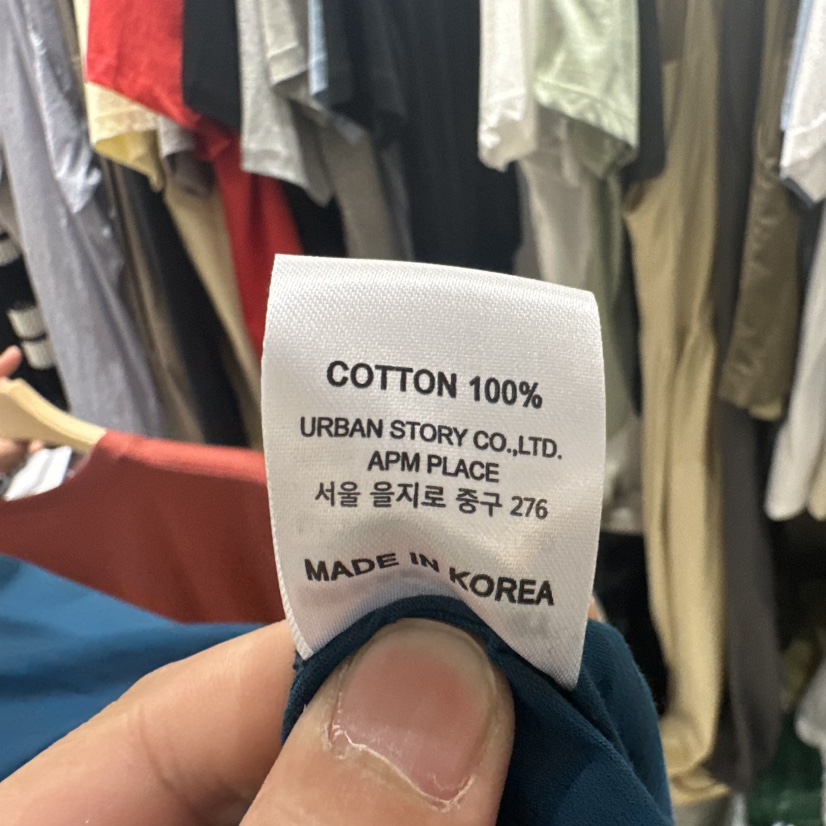 COTTON 100%
URBAN STORY CO.,LTD.
APM PLACE
서울 을지로 중구 276
MADE IN KOREA